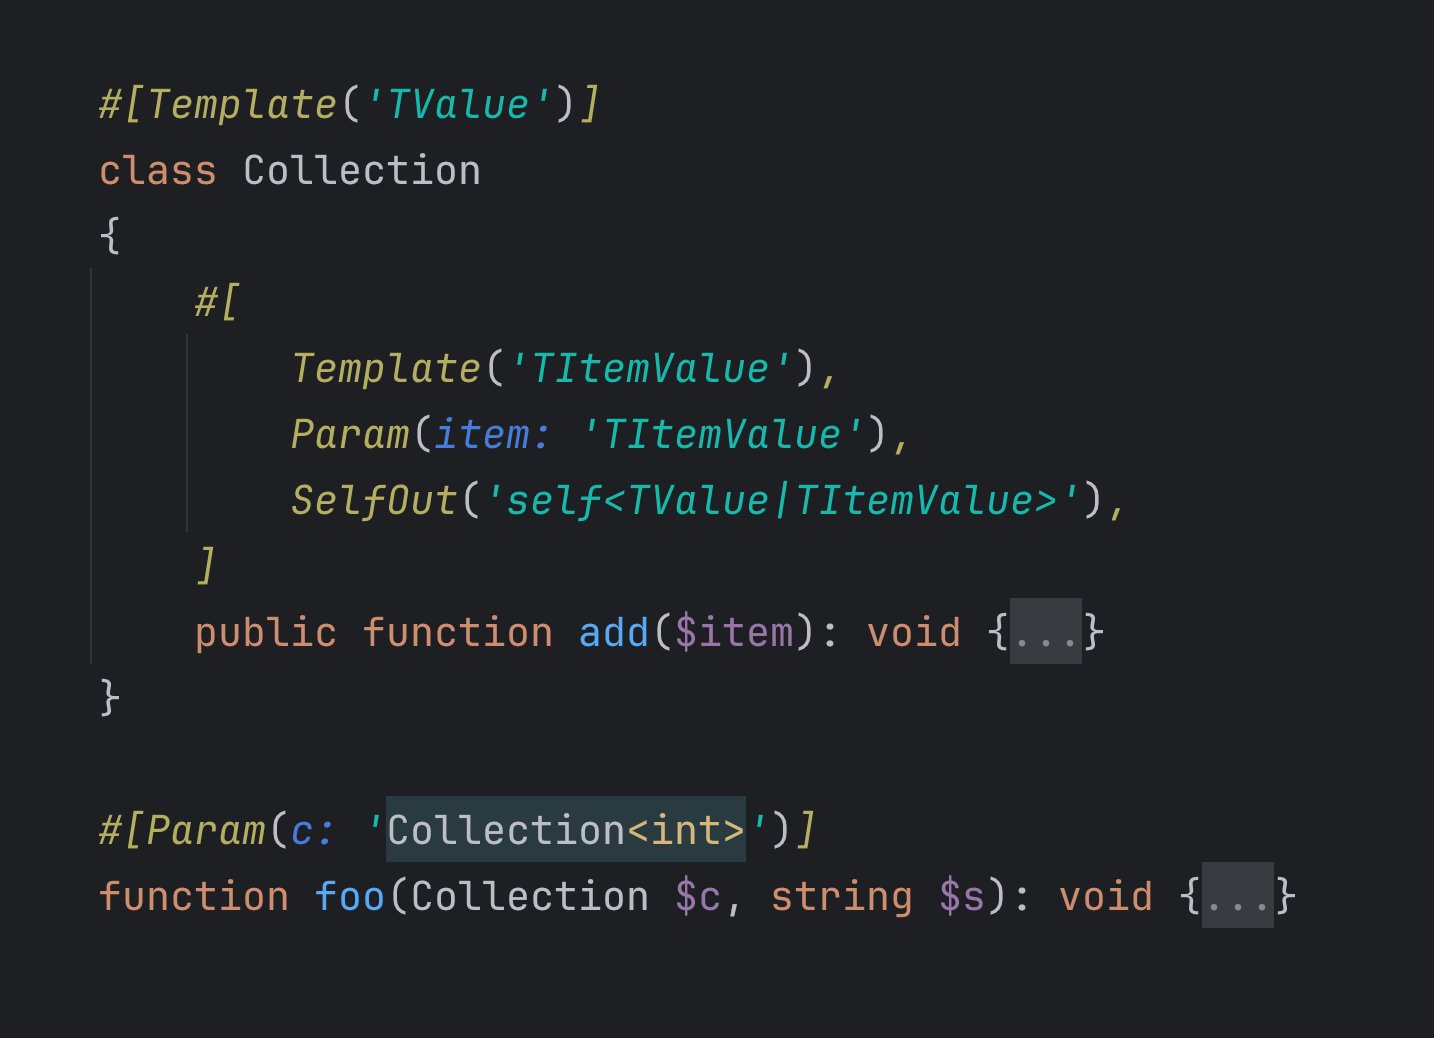 #[Template('TValue')]
class Collection
{
    #[
        Template('TItemValue'),
        Param(item: 'TItemValue'),
        SelfOut('self<TValue|TItemValue>'),
    ]
    public function add($item): void {...}
}

#[Param(c: 'Collection<int>')]
function foo(Collection $c, string $s): void {...}